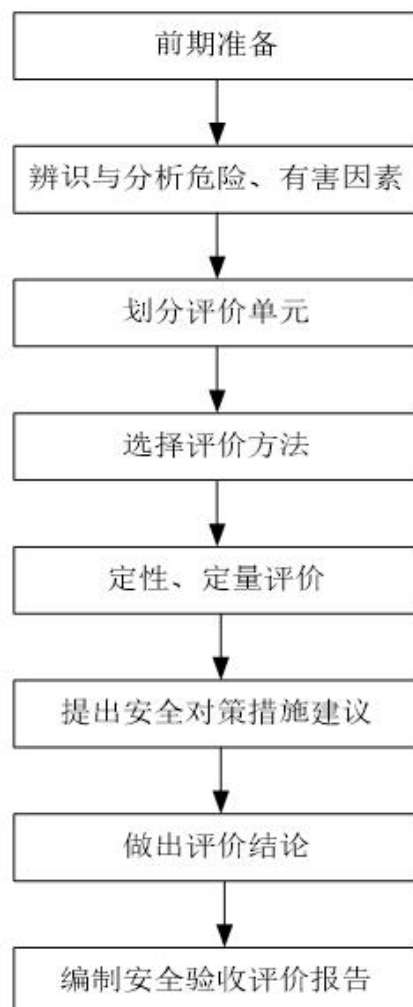 前期准备
辨识与分析危险、有害因素
划分评价单元
选择评价方法
定性、定量评价
提出安全对策措施建议
做出评价结论
编制安全验收评价报告